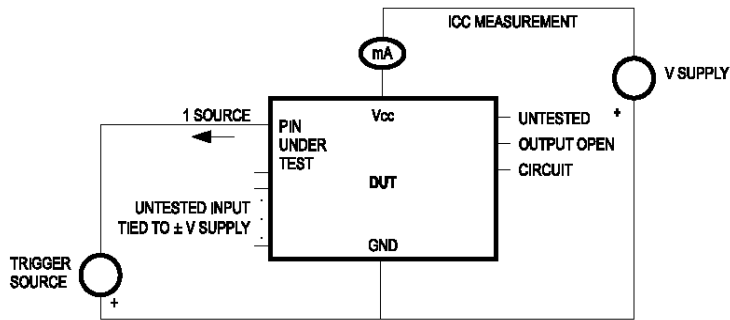 ICC MEASUREMENT
mA
V SUPPLY
+
1 SOURCE
Vcc
PIN
UNDER
TEST
UNTESTED
OUTPUT OPEN
CIRCUIT
DUT
UNTESTED INPUT
TIED TO ± V SUPPLY
GND
TRIGGER
SOURCE
+